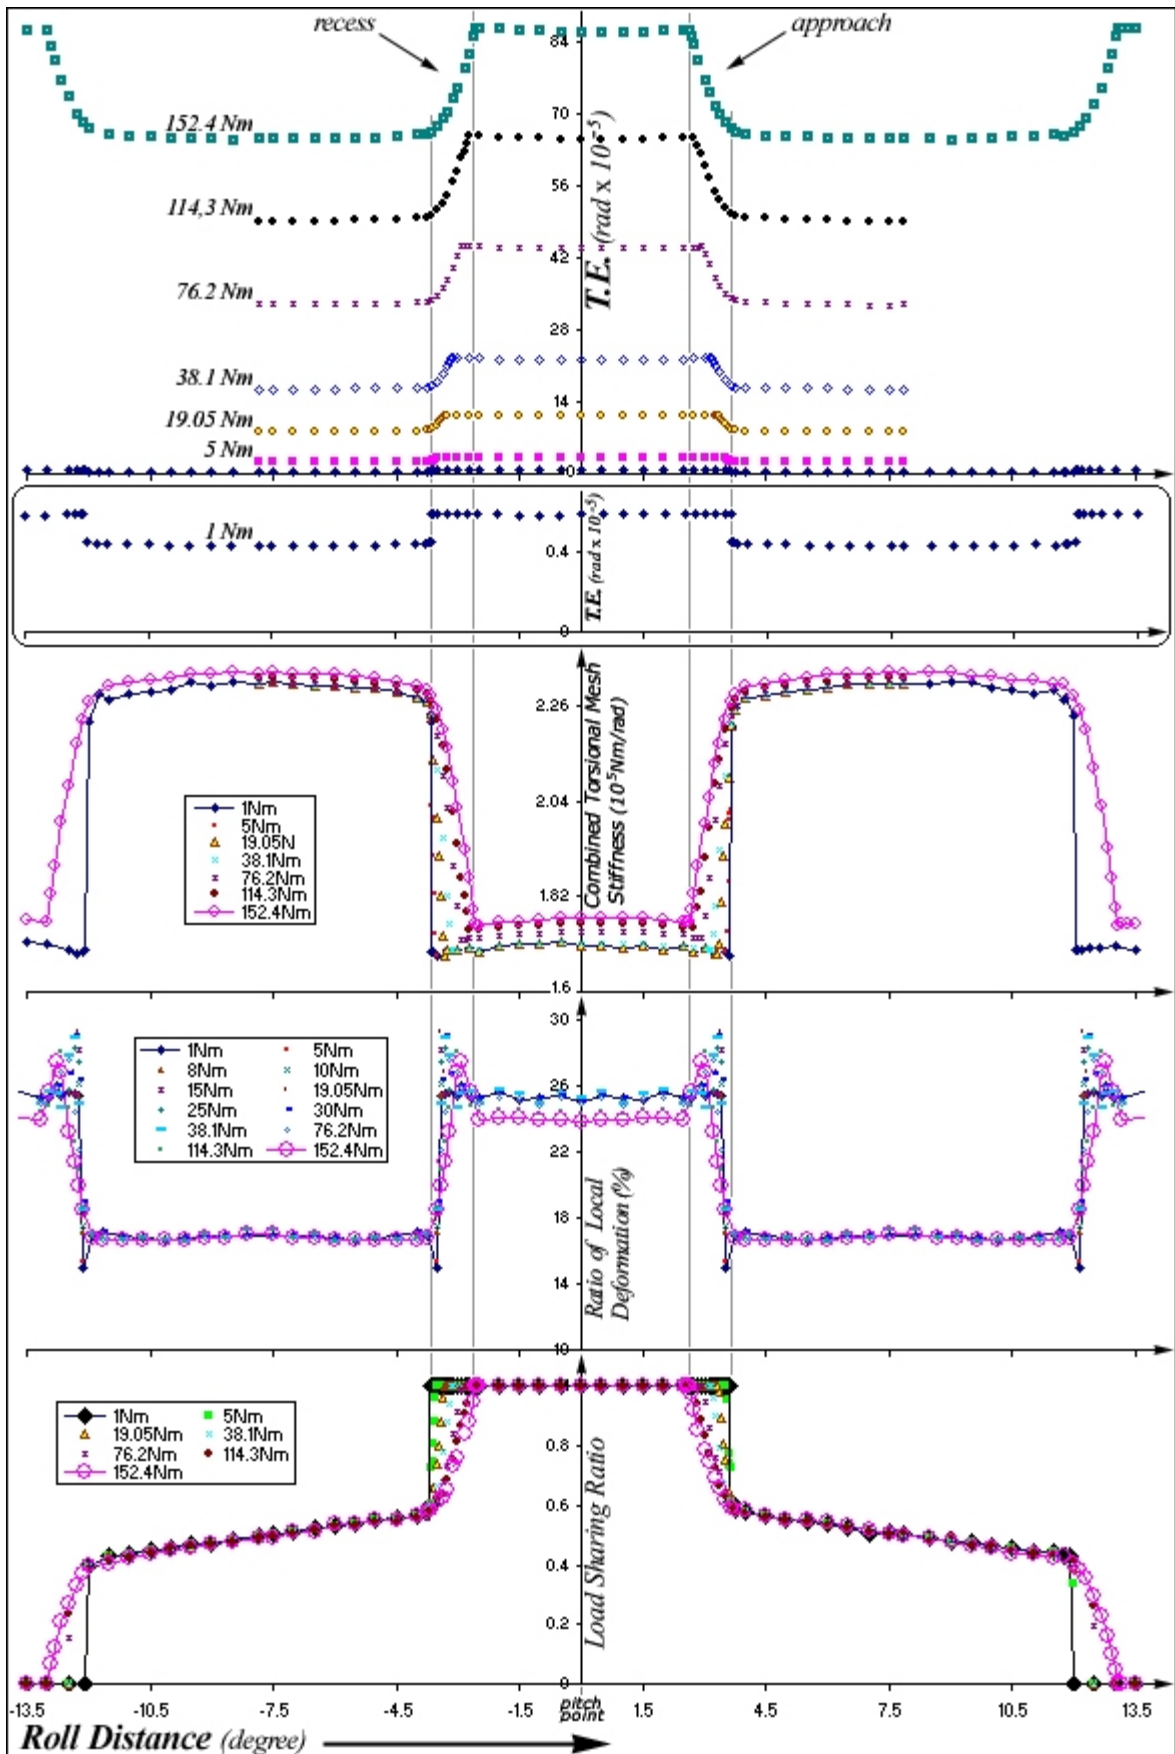 recess
approach
84
152.4 Nm
70
T.E. (rad x 10⁻⁵)
56
114,3 Nm
42
76.2 Nm
28
38.1 Nm
14
19.05 Nm
5 Nm
0
1 Nm
T.E. (rad x 10⁻⁵)
0.4
0
Combined Torsional Mesh
Stiffness (10⁵Nm/rad)
2.26
2.04
1.82
1.6
1Nm
5Nm
19.05N
38.1Nm
76.2Nm
114.3Nm
152.4Nm
30
26
22
18
14
10
Ratio of Local
Deformation (%)
1Nm 5Nm
8Nm 10Nm
15Nm 19.05Nm
25Nm 30Nm
38.1Nm 76.2Nm
114.3Nm 152.4Nm
Load Sharing Ratio
1Nm 5Nm
19.05Nm 38.1Nm
76.2Nm 114.3Nm
152.4Nm
0.8
0.6
0.4
0.2
0
-13.5 -10.5 -7.5 -4.5 -1.5 pitch point 1.5 4.5 7.5 10.5 13.5
Roll Distance (degree)